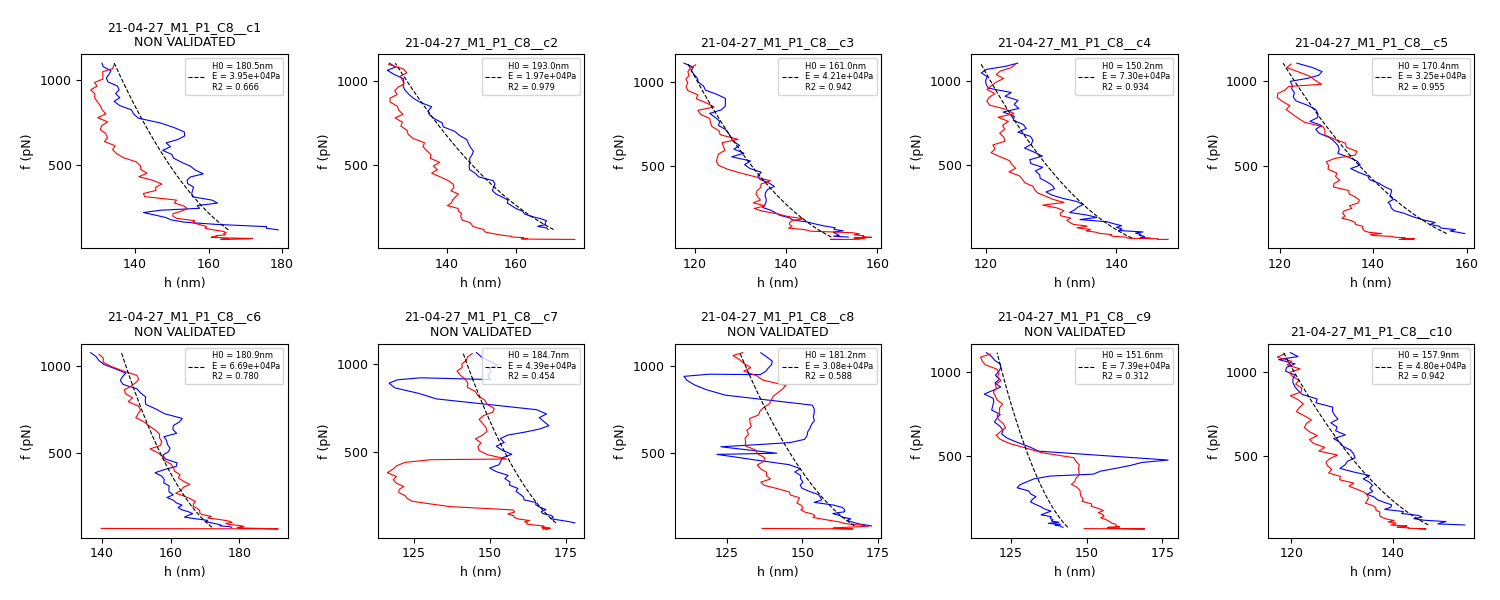 21-04-27_M1_P1_C8__c1
NON VALIDATED
H0 = 180.5nm
E = 3.95e+04Pa
R2 = 0.666
1000
500
f (pN)
140 160 180
h (nm)
21-04-27_M1_P1_C8__c2
H0 = 193.0nm
E = 1.97e+04Pa
R2 = 0.979
1000
500
f (pN)
140 160
h (nm)
21-04-27_M1_P1_C8__c3
H0 = 161.0nm
E = 4.21e+04Pa
R2 = 0.942
1000
500
f (pN)
120 140 160
h (nm)
21-04-27_M1_P1_C8__c4
H0 = 150.2nm
E = 7.30e+04Pa
R2 = 0.934
1000
500
f (pN)
120 140
h (nm)
21-04-27_M1_P1_C8__c5
H0 = 170.4nm
E = 3.25e+04Pa
R2 = 0.955
1000
500
f (pN)
120 140 160
h (nm)
21-04-27_M1_P1_C8__c6
NON VALIDATED
H0 = 180.9nm
E = 6.69e+04Pa
R2 = 0.780
1000
500
f (pN)
140 160 180
h (nm)
21-04-27_M1_P1_C8__c7
NON VALIDATED
H0 = 184.7nm
E = 4.39e+04Pa
R2 = 0.454
1000
500
f (pN)
125 150 175
h (nm)
21-04-27_M1_P1_C8__c8
NON VALIDATED
H0 = 181.2nm
E = 3.08e+04Pa
R2 = 0.588
1000
500
f (pN)
125 150 175
h (nm)
21-04-27_M1_P1_C8__c9
NON VALIDATED
H0 = 151.6nm
E = 7.39e+04Pa
R2 = 0.312
1000
500
f (pN)
125 150 175
h (nm)
21-04-27_M1_P1_C8__c10
H0 = 157.9nm
E = 4.80e+04Pa
R2 = 0.942
1000
500
f (pN)
120 140
h (nm)